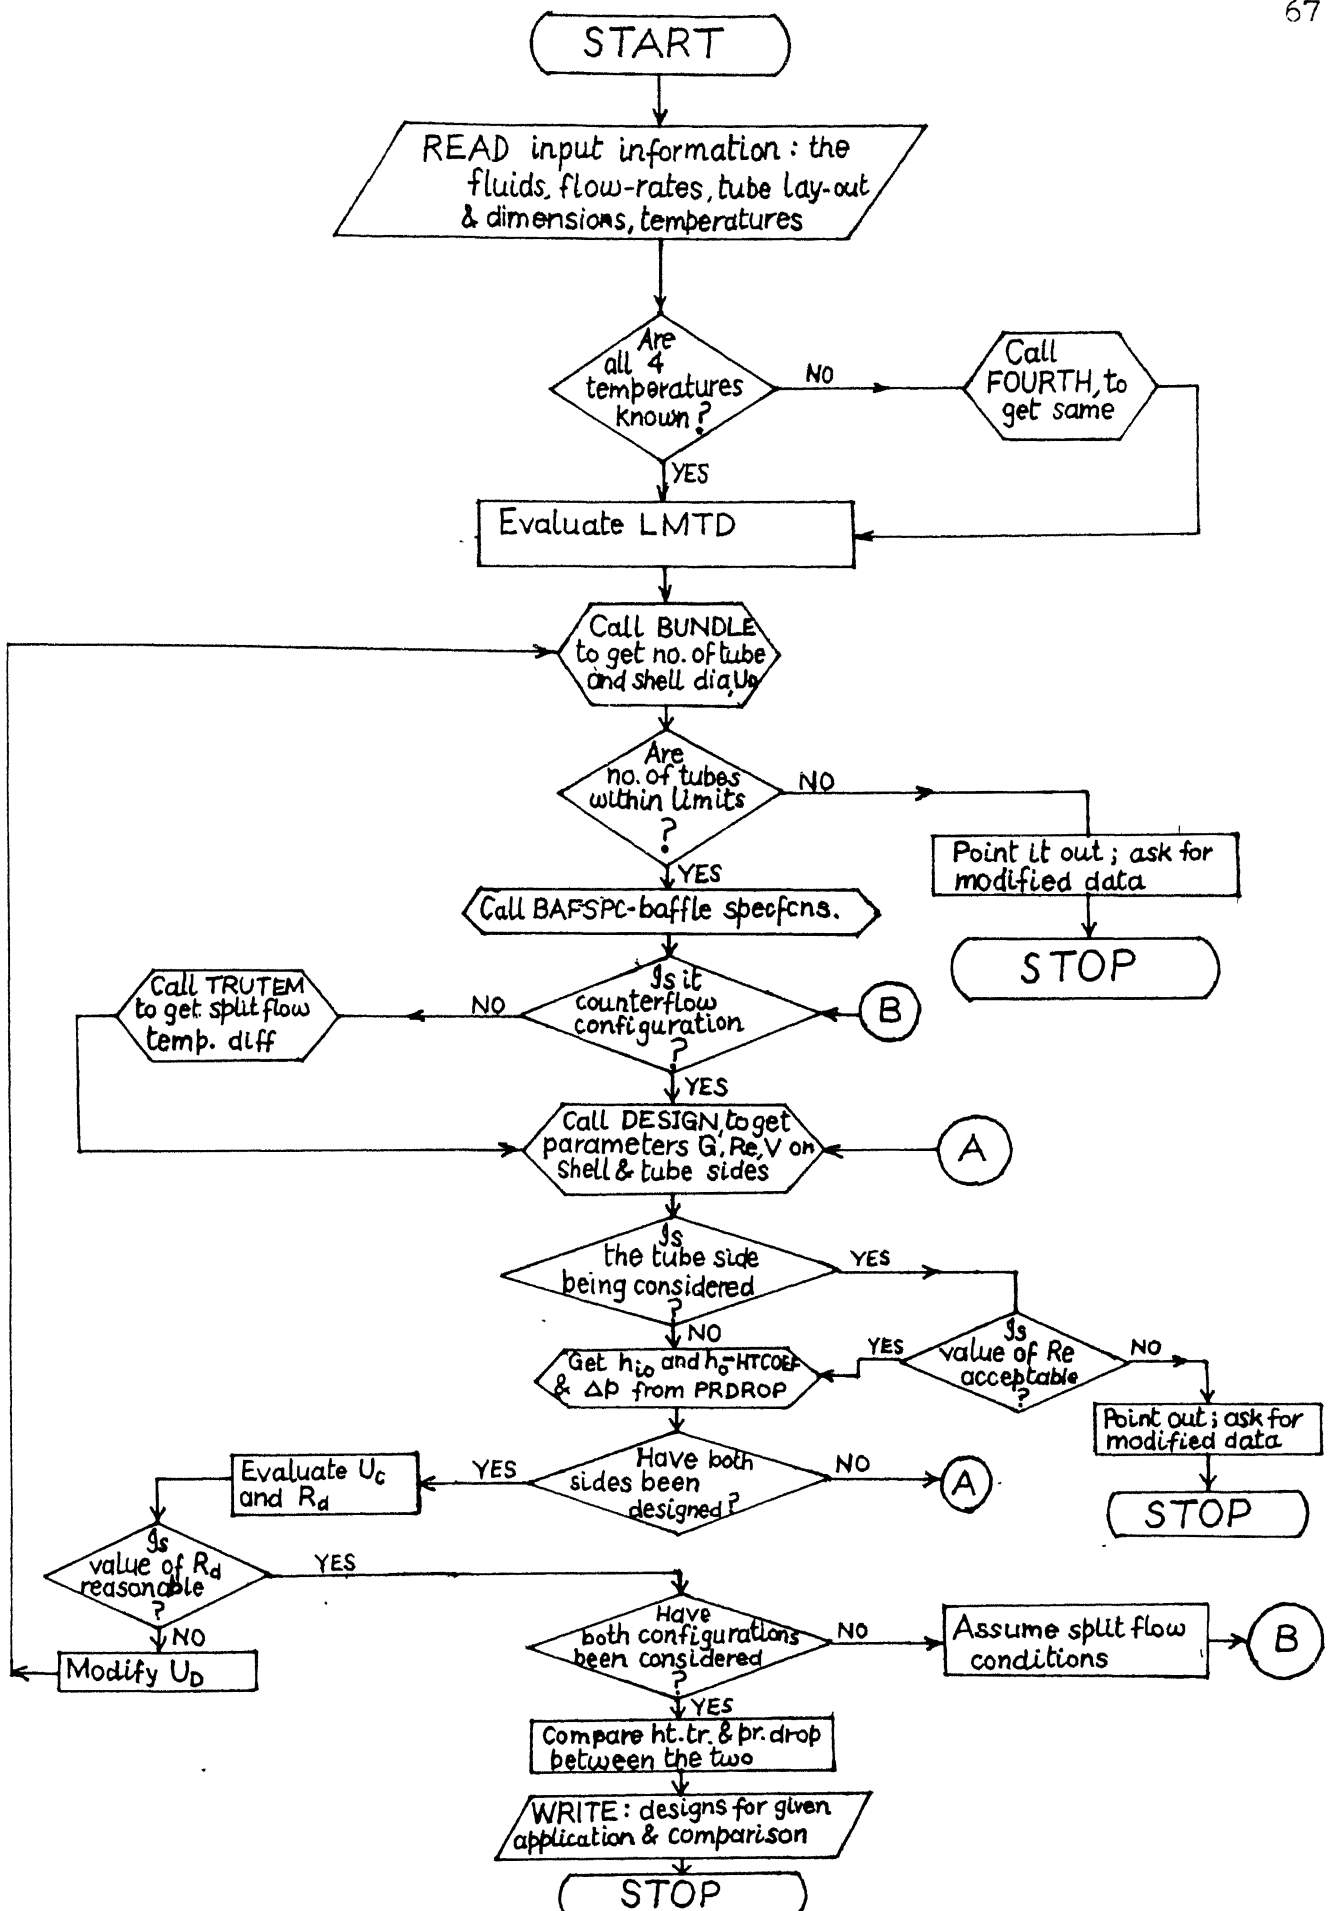 67
START
READ input information : the
fluids, flow-rates, tube lay-out
& dimensions, temperatures
Are
all 4
temperatures
known?
NO
Call
FOURTH, to
get same
YES
Evaluate LMTD
Call BUNDLE
to get no. of tube
and shell dia, U_D
Are
no. of tubes
within limits
?
NO
Point it out ; ask for
modified data
STOP
YES
Call BAFSPC-baffle specfcns.
Is it
counterflow
configuration
?
B
NO
Call TRUTEM
to get split flow
temp. diff
YES
Call DESIGN, to get
parameters G, Re, V on
shell & tube sides
A
Is
the tube side
being considered
?
YES
NO
Is
value of Re
acceptable
?
YES
NO
Point out ; ask for
modified data
STOP
Get h_io and h_o-HTCOEF
& Δp from PRDROP
Have both
sides been
designed?
NO
A
YES
Evaluate U_C
and R_d
Is
value of R_d
reasonable
?
YES
NO
Modify U_D
Have
both configurations
been considered
?
NO
Assume split flow
conditions
B
YES
Compare ht.tr. & pr.drop
between the two
WRITE : designs for given
application & comparison
STOP